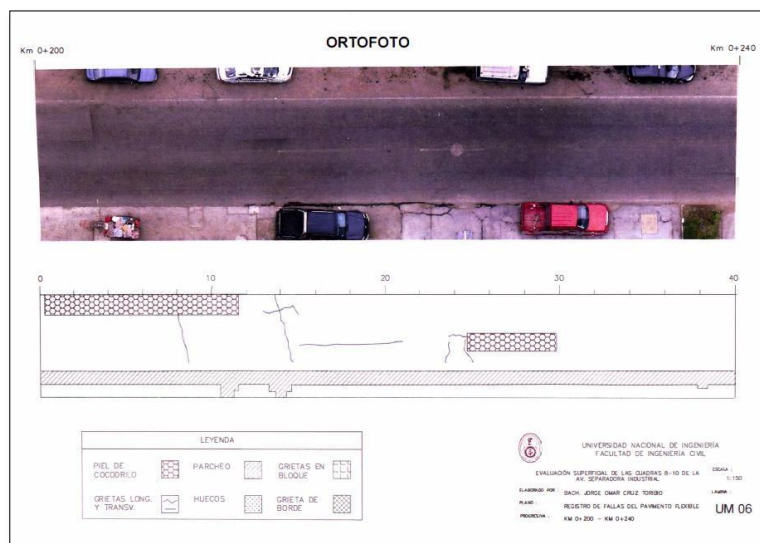 ORTOFOTO
Km 0+200
Km 0+240
0 10 20 30 40
LEYENDA
PIEL DE COCODRILO
PARCHEO
GRIETAS EN BLOQUE
GRIETAS LONG. Y TRANSV.
HUECOS
GRIETA DE BORDE
UNIVERSIDAD NACIONAL DE INGENIERÍA
FACULTAD DE INGENIERÍA CIVIL
EVALUACIÓN SUPERFICIAL DE LAS CUADRAS 8-10 DE LA
AV. SEPARADORA INDUSTRIAL
ESCALA :
1:150
ELABORADO POR : BACH. JORGE OMAR CRUZ TORIBIO
LAMINA :
UM 06
PLANO : REGISTRO DE FALLAS DEL PAVIMENTO FLEXIBLE
PROGRESIVA : KM 0+200 - KM 0+240